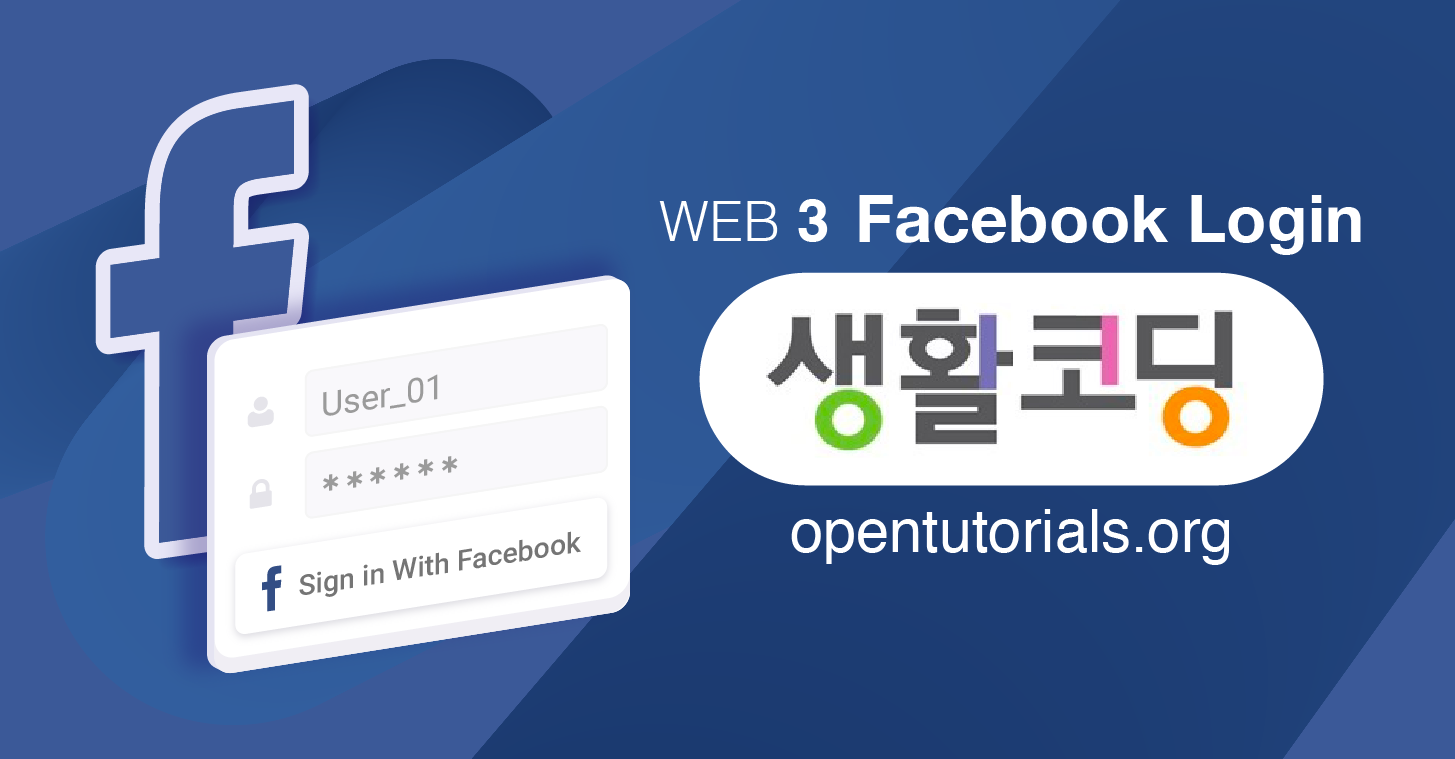 WEB 3 Facebook Login
생활코딩
opentutorials.org
User_01
******
Sign in With Facebook